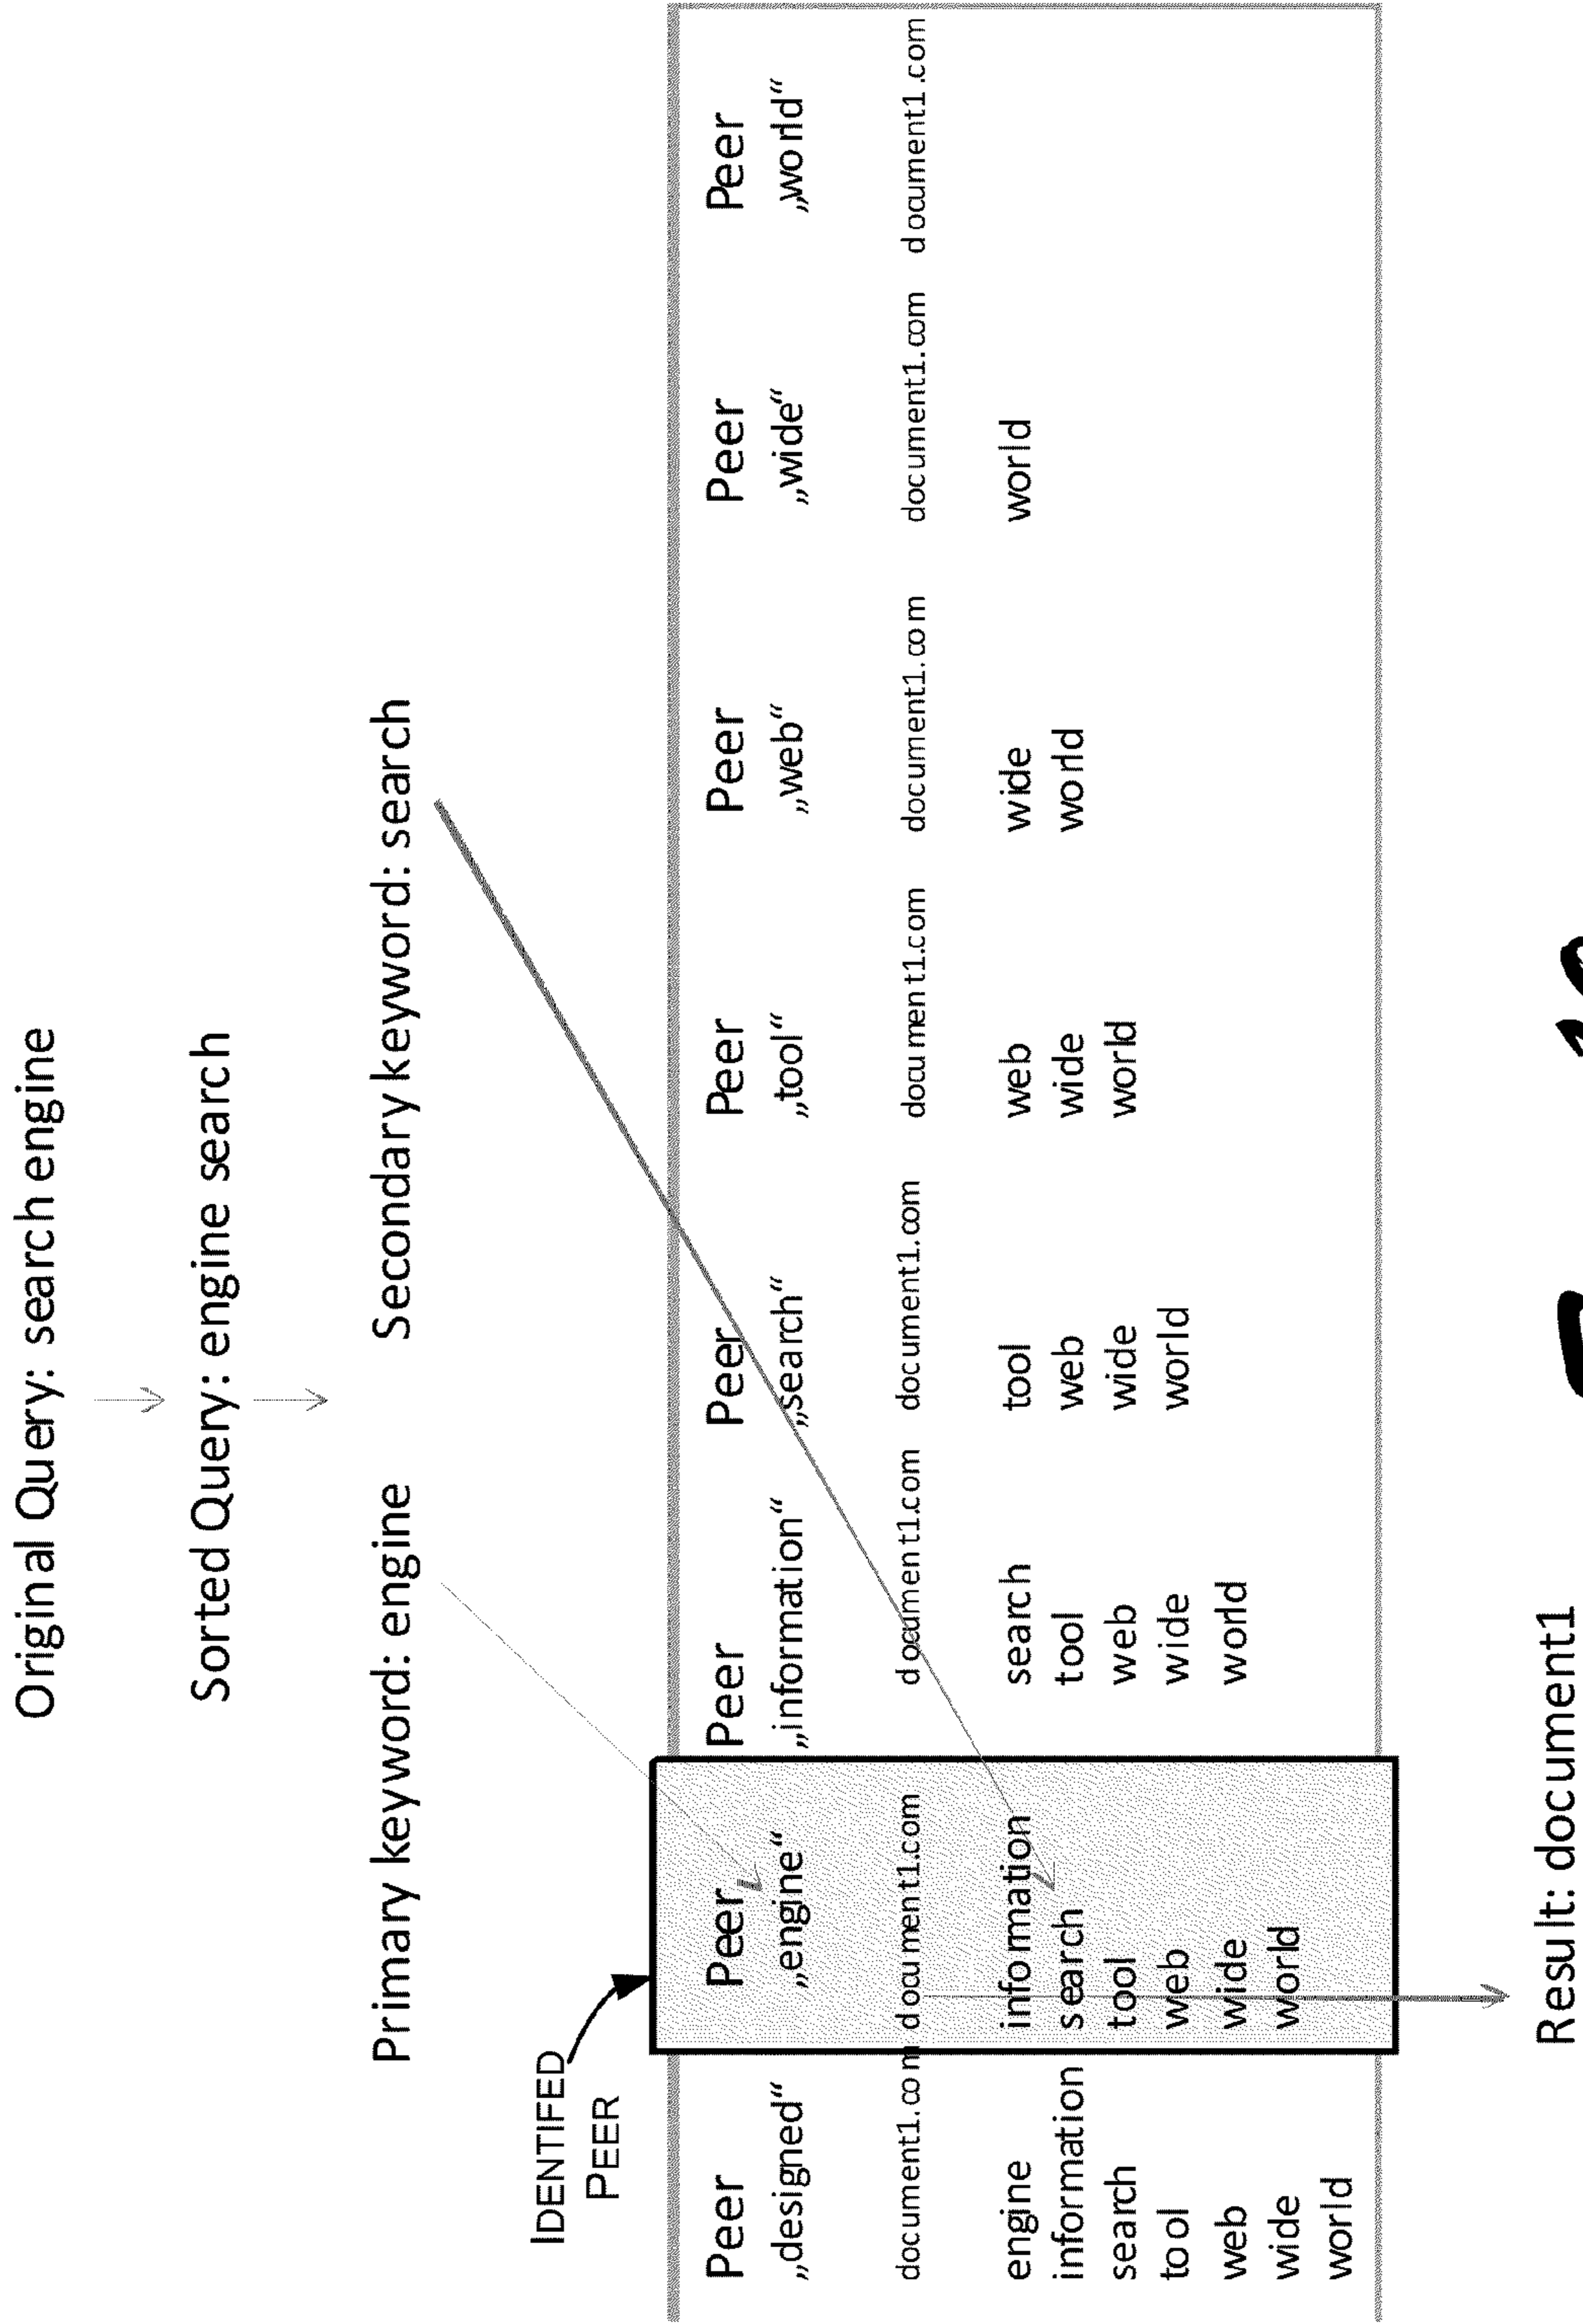 Original Query: search engine
Sorted Query: engine search
Primary keyword: engine
Secondary keyword: search
IDENTIFED
PEER
Peer
„designed“
document1.com
engine
information
search
tool
web
wide
world
Peer
„engine“
document1.com
information
search
tool
web
wide
world
Peer
„information“
document1.com
search
tool
web
wide
world
Peer
„search“
document1.com
tool
web
wide
world
Peer
„tool“
document1.com
web
wide
world
Peer
„web“
document1.com
wide
world
Peer
„wide“
document1.com
world
Peer
„world“
document1.com
Result: document1